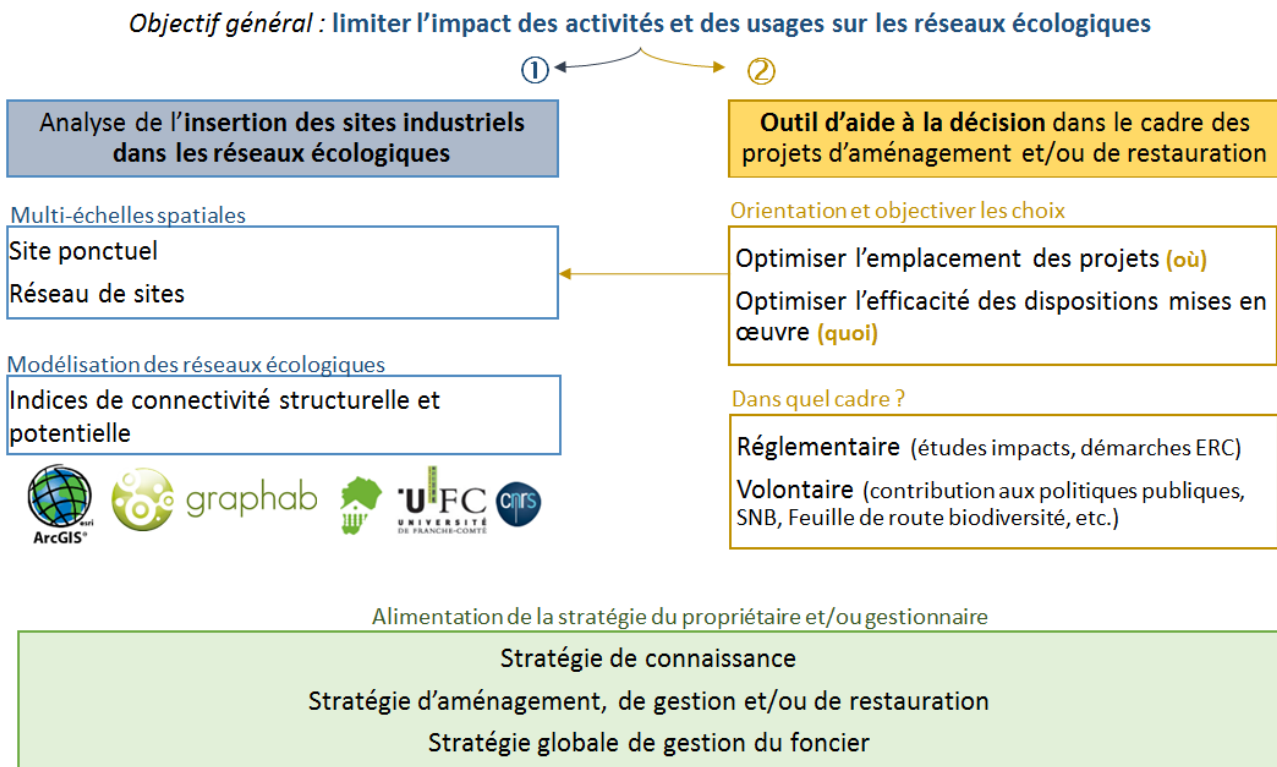 Objectif général : limiter l'impact des activités et des usages sur les réseaux écologiques
① ②
Analyse de l'insertion des sites industriels
dans les réseaux écologiques
Multi-échelles spatiales
Site ponctuel
Réseau de sites
Modélisation des réseaux écologiques
Indices de connectivité structurelle et
potentielle
esri
ArcGIS®
graphab
UFC
UNIVERSITÉ
DE FRANCHE-COMTÉ
cnrs
Outil d'aide à la décision dans le cadre des
projets d'aménagement et/ou de restauration
Orientation et objectiver les choix
Optimiser l'emplacement des projets (où)
Optimiser l'efficacité des dispositions mises en
œuvre (quoi)
Dans quel cadre ?
Réglementaire (études impacts, démarches ERC)
Volontaire (contribution aux politiques publiques,
SNB, Feuille de route biodiversité, etc.)
Alimentation de la stratégie du propriétaire et/ou gestionnaire
Stratégie de connaissance
Stratégie d'aménagement, de gestion et/ou de restauration
Stratégie globale de gestion du foncier